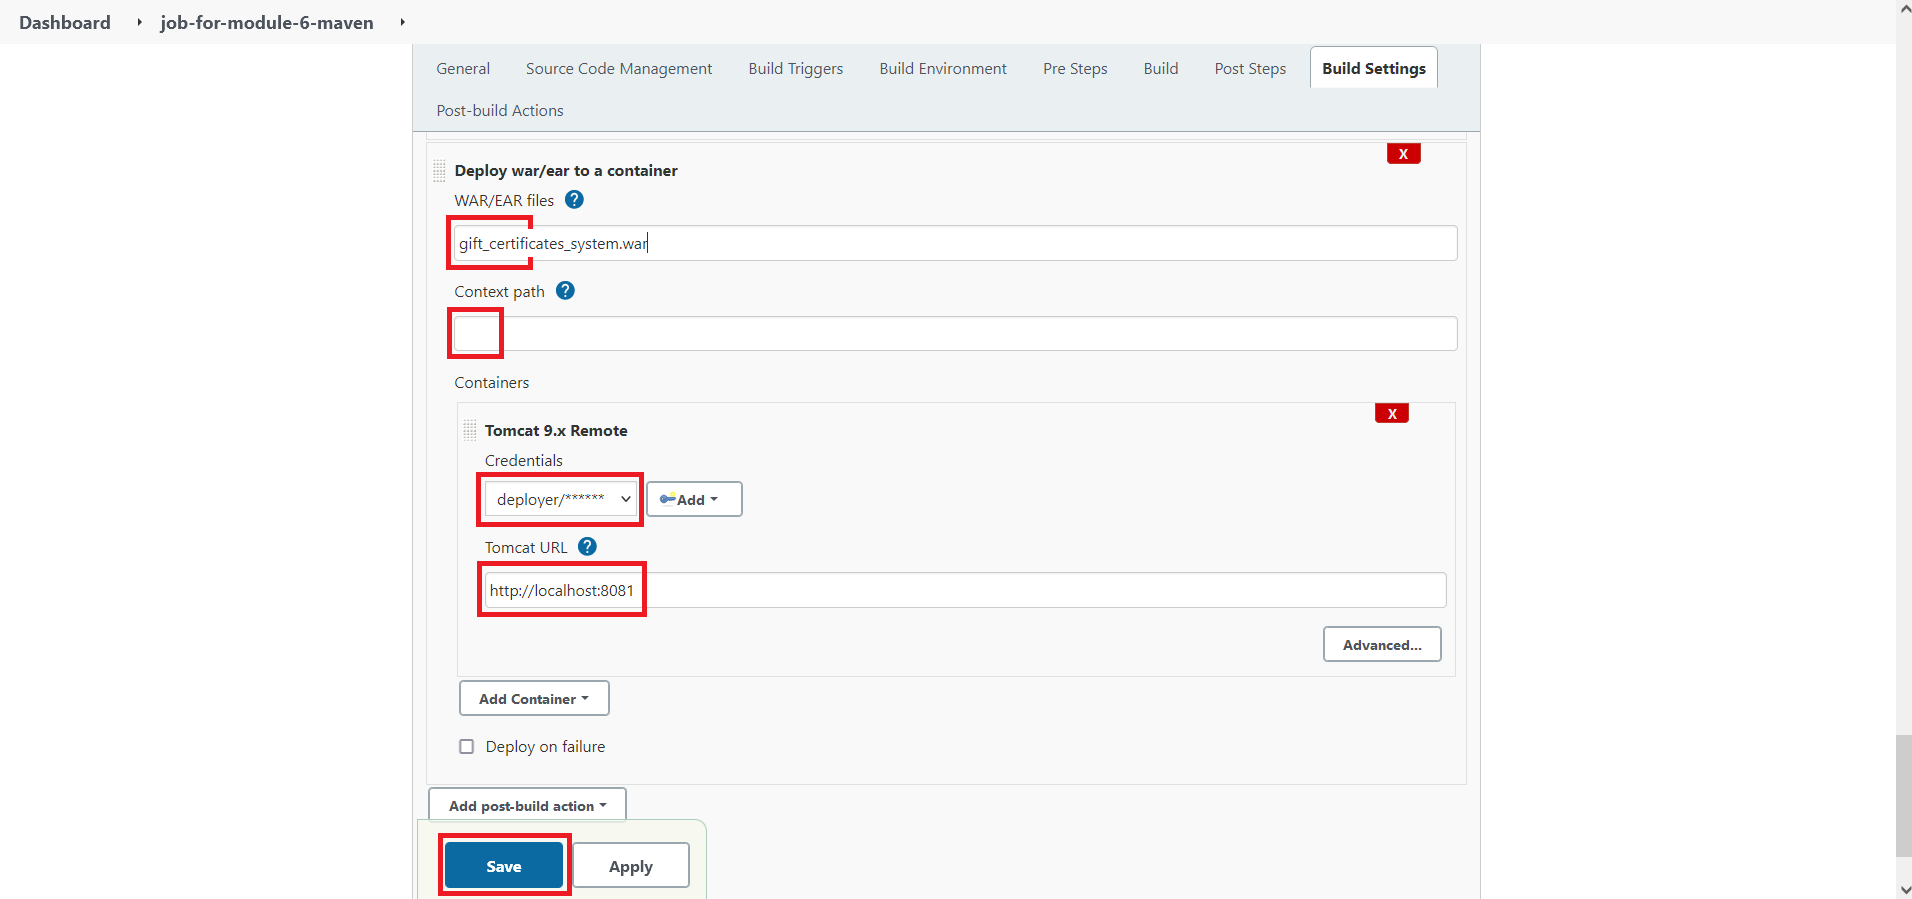 Dashboard
job-for-module-6-maven
General Source Code Management Build Triggers Build Environment Pre Steps Build Post Steps Build Settings
Post-build Actions
X
Deploy war/ear to a container
WAR/EAR files ?
gift_certificates_system.war
Context path ?
Containers
X
Tomcat 9.x Remote
Credentials
deployer/****** Add
Tomcat URL ?
http://localhost:8081
Advanced...
Add Container
Deploy on failure
Add post-build action
Save Apply